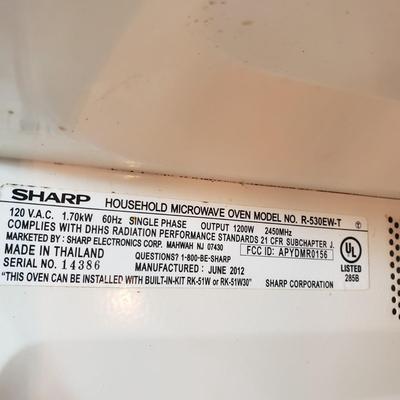 SHARP HOUSEHOLD MICROWAVE OVEN MODEL NO. R-530EW-T
120 V.A.C. 1.70kW 60Hz SINGLE PHASE OUTPUT 1200W 2450MHz
COMPLIES WITH DHHS RADIATION PERFORMANCE STANDARDS 21 CFR SUBCHAPTER J.
MARKETED BY: SHARP ELECTRONICS CORP. MAHWAH NJ 07430
FCC ID: APYDMR0156
MADE IN THAILAND QUESTIONS? 1-800-BE-SHARP
SERIAL NO. 14386 MANUFACTURED: JUNE 2012
"THIS OVEN CAN BE INSTALLED WITH BUILT-IN-KIT RK-51W or RK-51W30" SHARP CORPORATION
UL
LISTED
285B